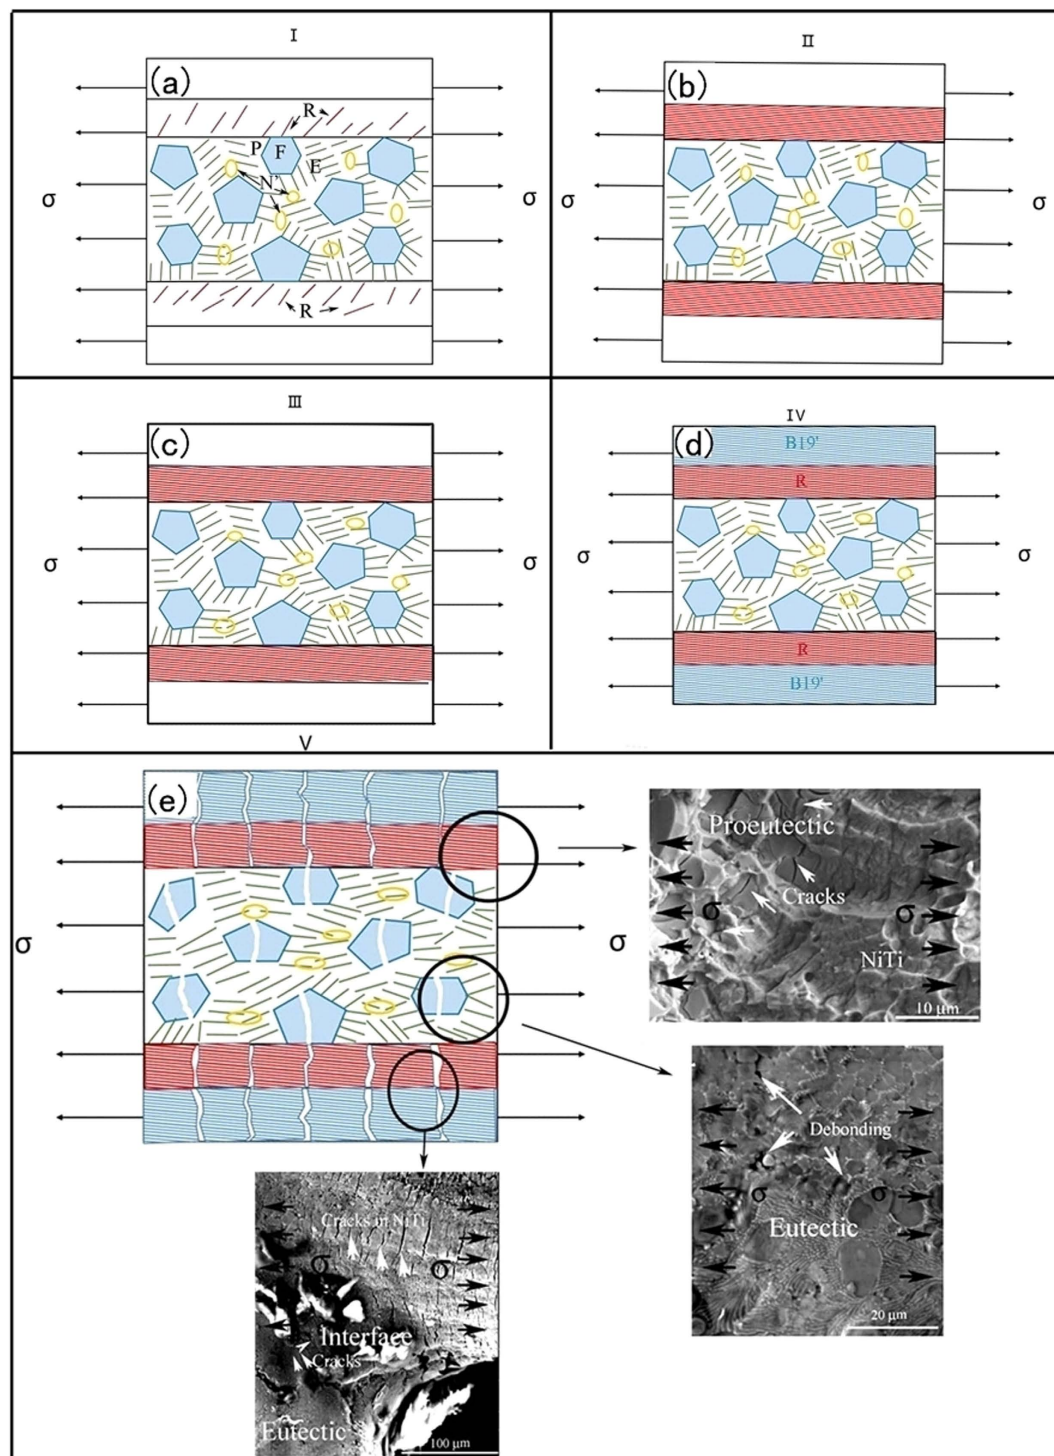 I
(a)
R
P
F
E
N'
R
σ
σ
II
(b)
σ
σ
III
(c)
σ
σ
IV
(d)
B19'
R
R
B19'
σ
σ
V
(e)
σ
σ
Proeutectic
Cracks
σ
σ
NiTi
10 μm
Debonding
σ
σ
Eutectic
20 μm
Cracks in NiTi
σ
σ
Interface
Cracks
Eutectic
100 μm